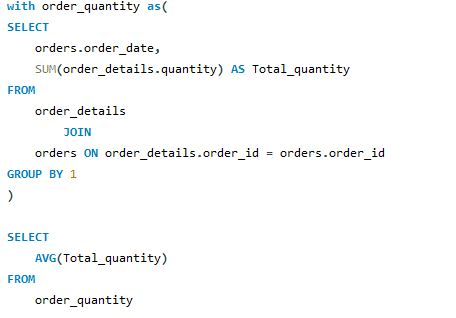 with order_quantity as(
SELECT
orders.order_date,
SUM(order_details.quantity) AS Total_quantity
FROM
order_details
JOIN
orders ON order_details.order_id = orders.order_id
GROUP BY 1
)
SELECT
AVG(Total_quantity)
FROM
order_quantity